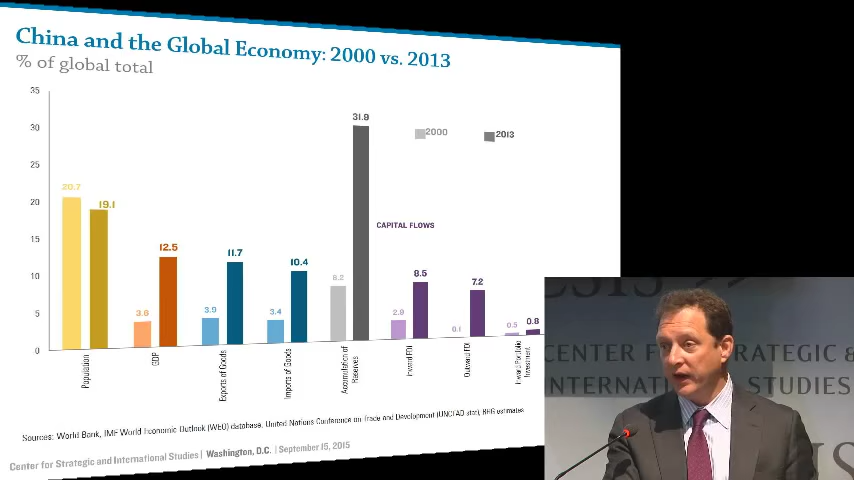 China and the Global Economy: 2000 vs. 2013
% of global total
35
30
25
20
15
10
5
0
20.7
19.1
3.6
12.5
3.9
11.7
3.4
10.4
8.2
31.9
2.9
8.5
0.1
7.2
0.5
0.8
2000
2013
CAPITAL FLOWS
Population
GDP
Exports of Goods
Imports of Goods
Accumulation of
Reserves
Inward FDI
Outward FDI
Inward Portfolio
Investment
Sources: World Bank, IMF World Economic Outlook (WEO) database, United Nations Conference on Trade and Development (UNCTAD stat), RHG estimates
Center for Strategic and International Studies | Washington, D.C. | September 15, 2015
CSIS
CENTER RATEGIC &
INTERNATI STUDIES